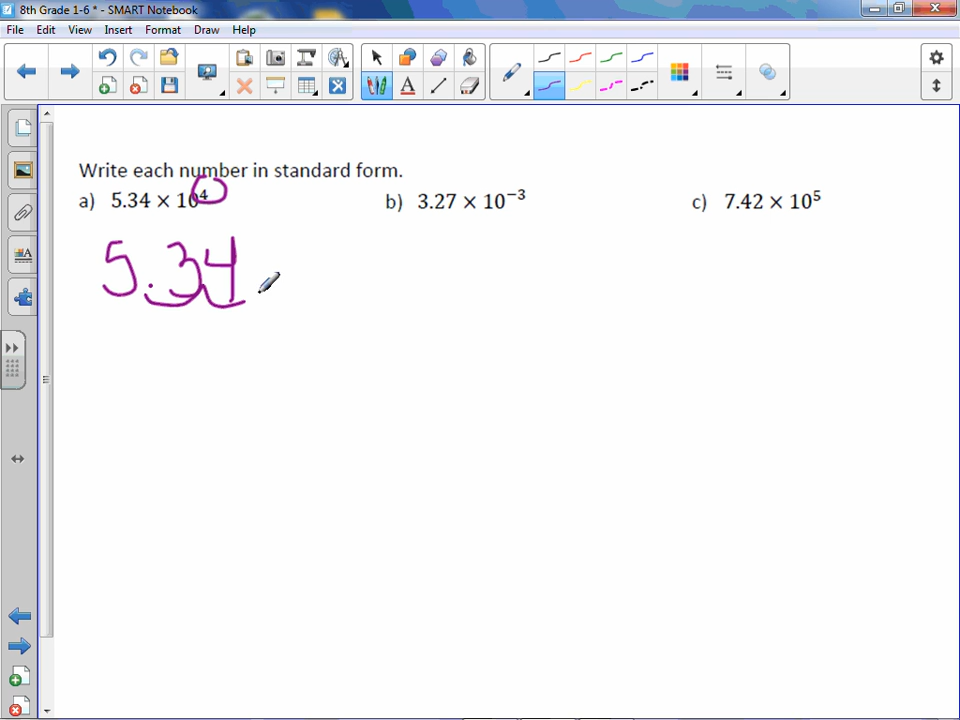 8th Grade 1-6 * - SMART Notebook
File Edit View Insert Format Draw Help
Write each number in standard form.
a) 5.34 × 10⁴ b) 3.27 × 10⁻³ c) 7.42 × 10⁵
5.34